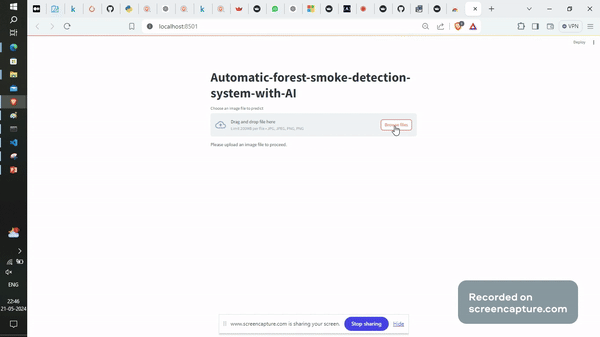 localhost:8501
VPN
Deploy
Automatic-forest-smoke-detection-
system-with-AI
Choose an image file to predict
Drag and drop file here
Limit 200MB per file • JPG, JPEG, PNG, PNG
Browse files
Please upload an image file to proceed.
ENG
22:46
21-05-2024
Recorded on
screencapture.com
www.screencapture.com is sharing your screen.
Stop sharing
Hide